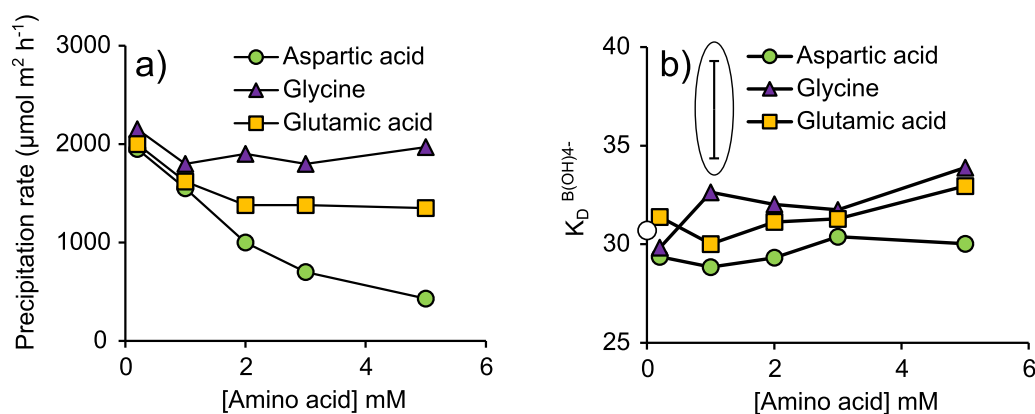 a)
Aspartic acid
Glycine
Glutamic acid
Precipitation rate (µmol m² h⁻¹)
3000
2000
1000
0
0 2 4 6
[Amino acid] mM
b)
Aspartic acid
Glycine
Glutamic acid
K_D^B(OH)4-
40
35
30
25
0 2 4 6
[Amino acid] mM